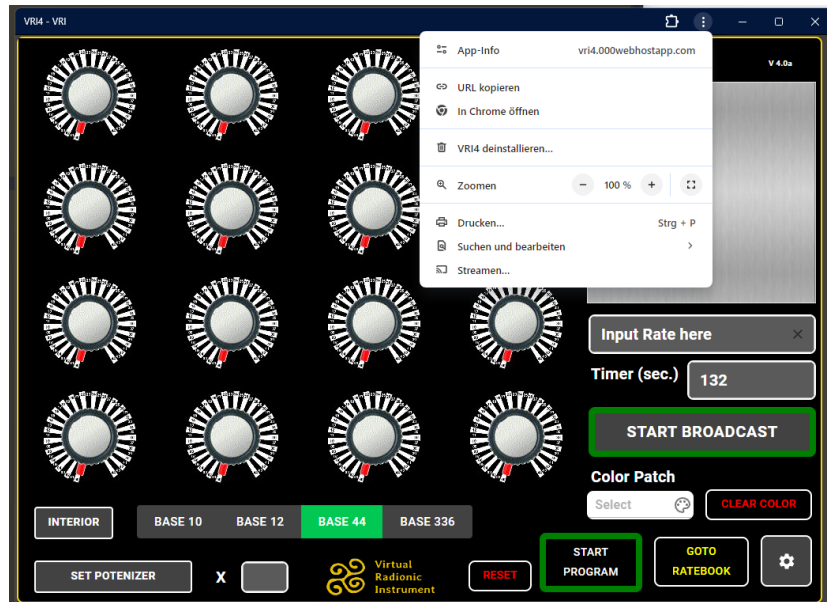 VRI4 - VRI
App-Info vri4.000webhostapp.com
URL kopieren
In Chrome öffnen
VRI4 deinstallieren...
Zoomen 100 %
Drucken... Strg + P
Suchen und bearbeiten
Streamen...
V 4.0a
Input Rate here
Timer (sec.) 132
START BROADCAST
Color Patch
Select CLEAR COLOR
INTERIOR BASE 10 BASE 12 BASE 44 BASE 336
SET POTENIZER X
Virtual
Radionic
Instrument
RESET
START
PROGRAM
GOTO
RATEBOOK